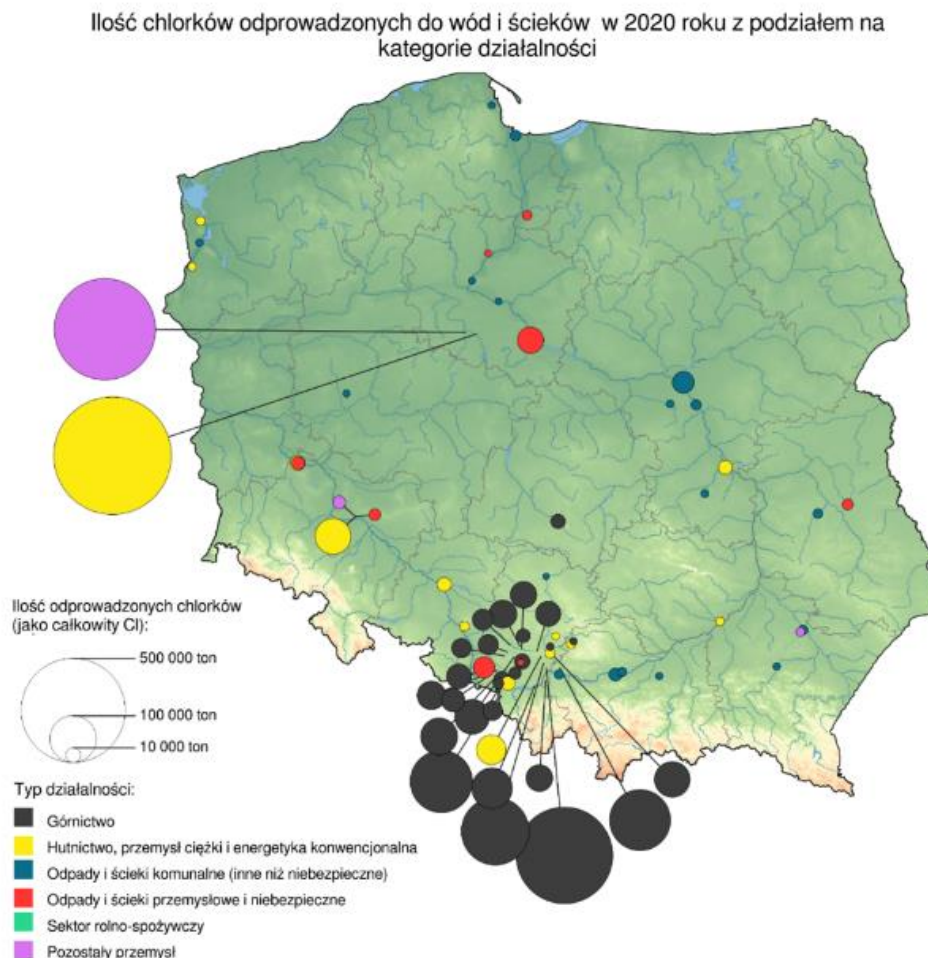 Ilość chlorków odprowadzonych do wód i ścieków w 2020 roku z podziałem na
kategorie działalności
Ilość odprowadzonych chlorków
(jako całkowity Cl):
500 000 ton
100 000 ton
10 000 ton
Typ działalności:
Górnictwo
Hutnictwo, przemysł ciężki i energetyka konwencjonalna
Odpady i ścieki komunalne (inne niż niebezpieczne)
Odpady i ścieki przemysłowe i niebezpieczne
Sektor rolno-spożywczy
Pozostały przemysł